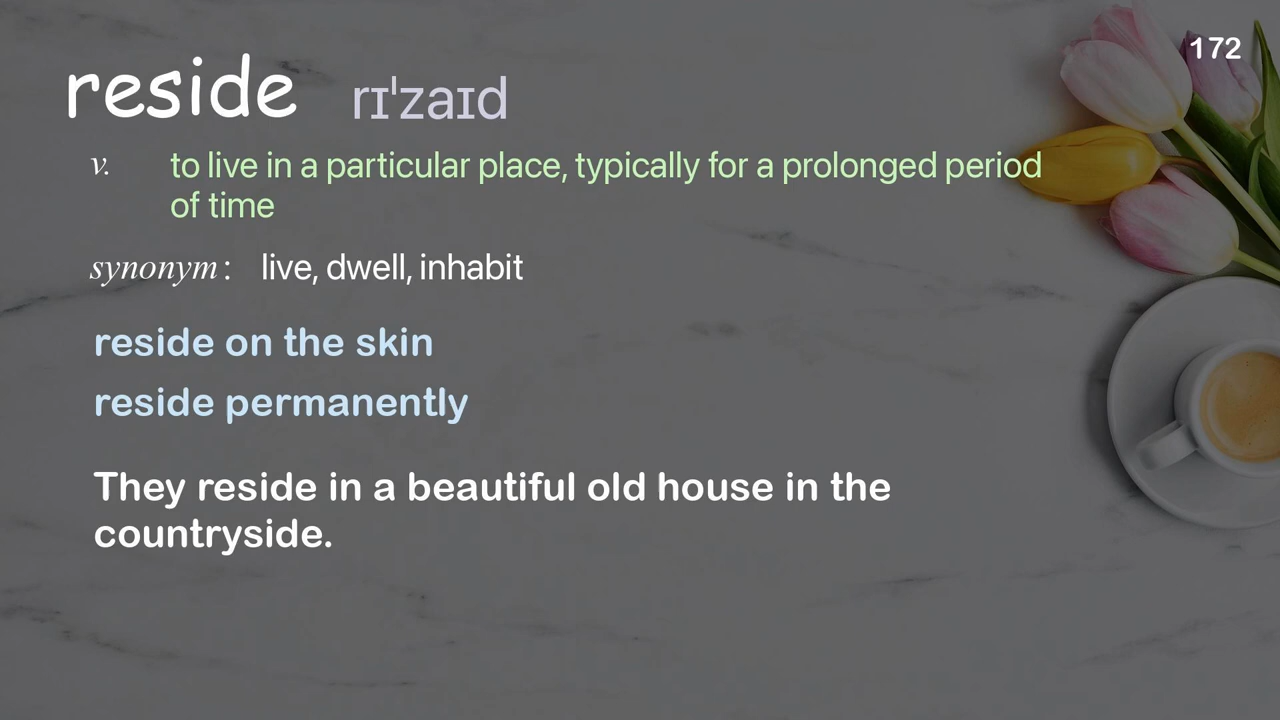 172
reside rɪˈzaɪd
v. to live in a particular place, typically for a prolonged period
of time
synonym : live, dwell, inhabit
reside on the skin
reside permanently
They reside in a beautiful old house in the
countryside.